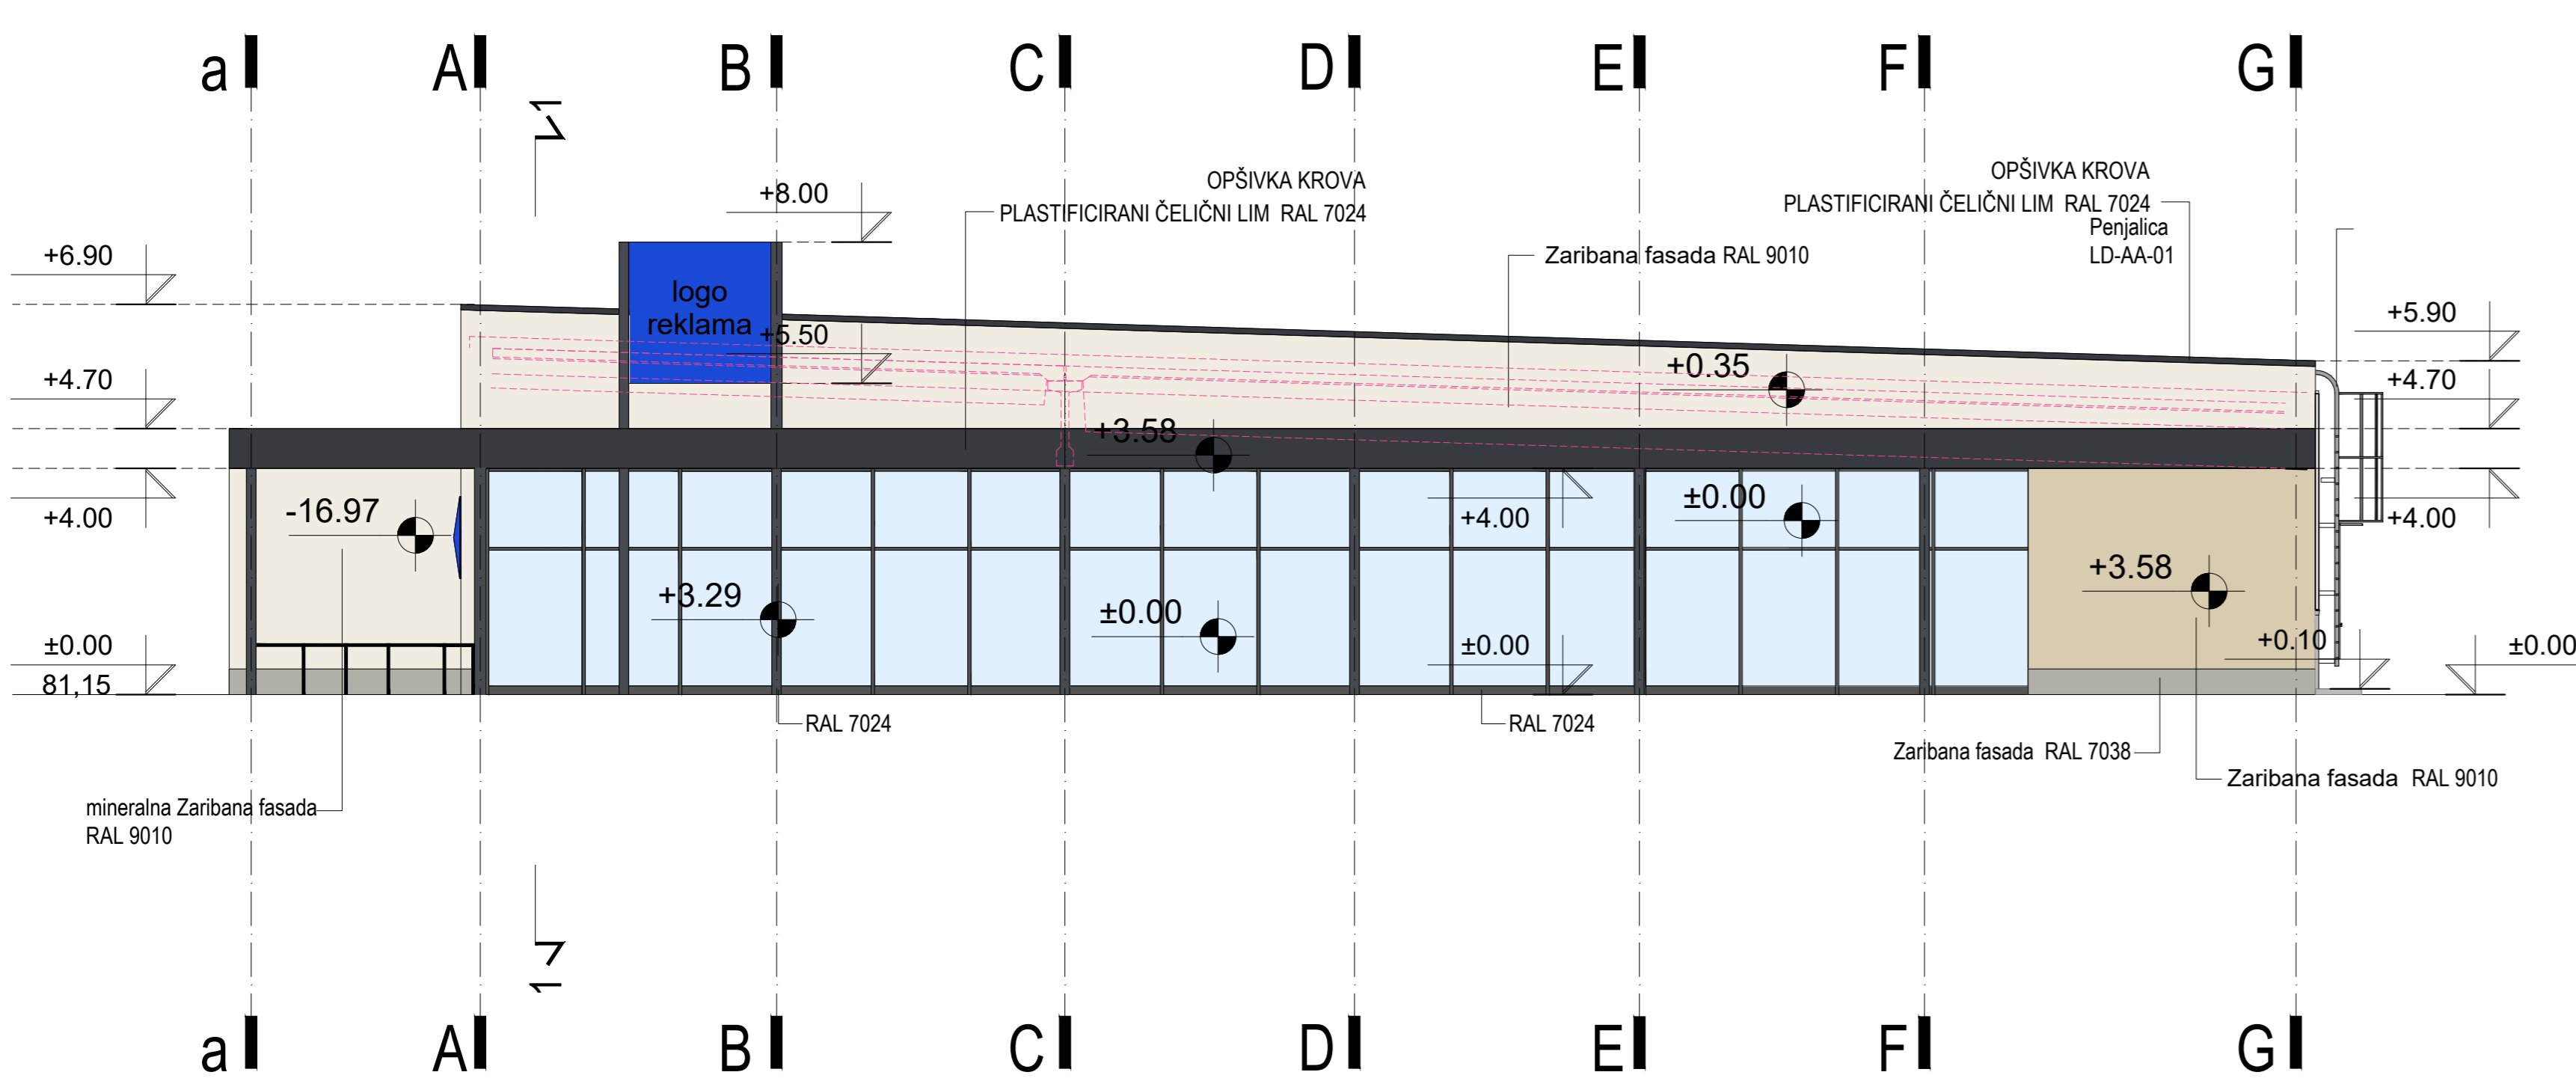 a A B C D E F G
1
OPŠIVKA KROVA
PLASTIFICIRANI ČELIČNI LIM RAL 7024
OPŠIVKA KROVA
PLASTIFICIRANI ČELIČNI LIM RAL 7024
Penjalica
LD-AA-01
+8.00
+6.90
Zaribana fasada RAL 9010
logo
reklama
+5.50
+5.90
+0.35
+4.70
+4.70
+3.58
-16.97
+4.00
+4.00
±0.00
+4.00
+3.29
±0.00
+3.58
±0.00
81,15
±0.00
+0.10
±0.00
RAL 7024
RAL 7024
Zaribana fasada RAL 7038
Zaribana fasada RAL 9010
mineralna Zaribana fasada
RAL 9010
1
a A B C D E F G